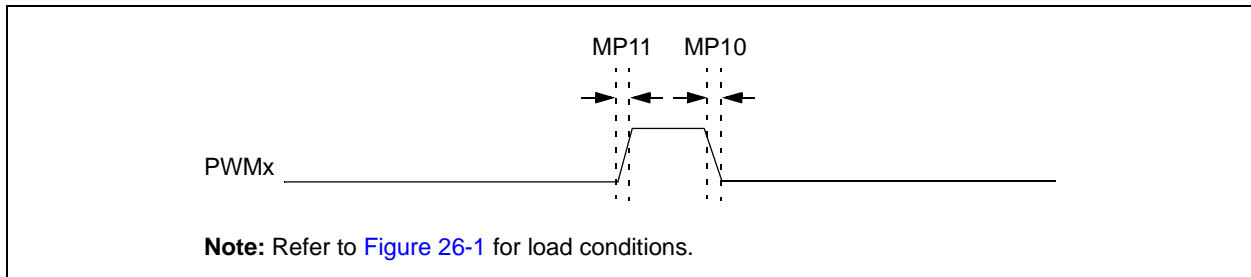 MP11 MP10
PWMx
Note: Refer to Figure 26-1 for load conditions.